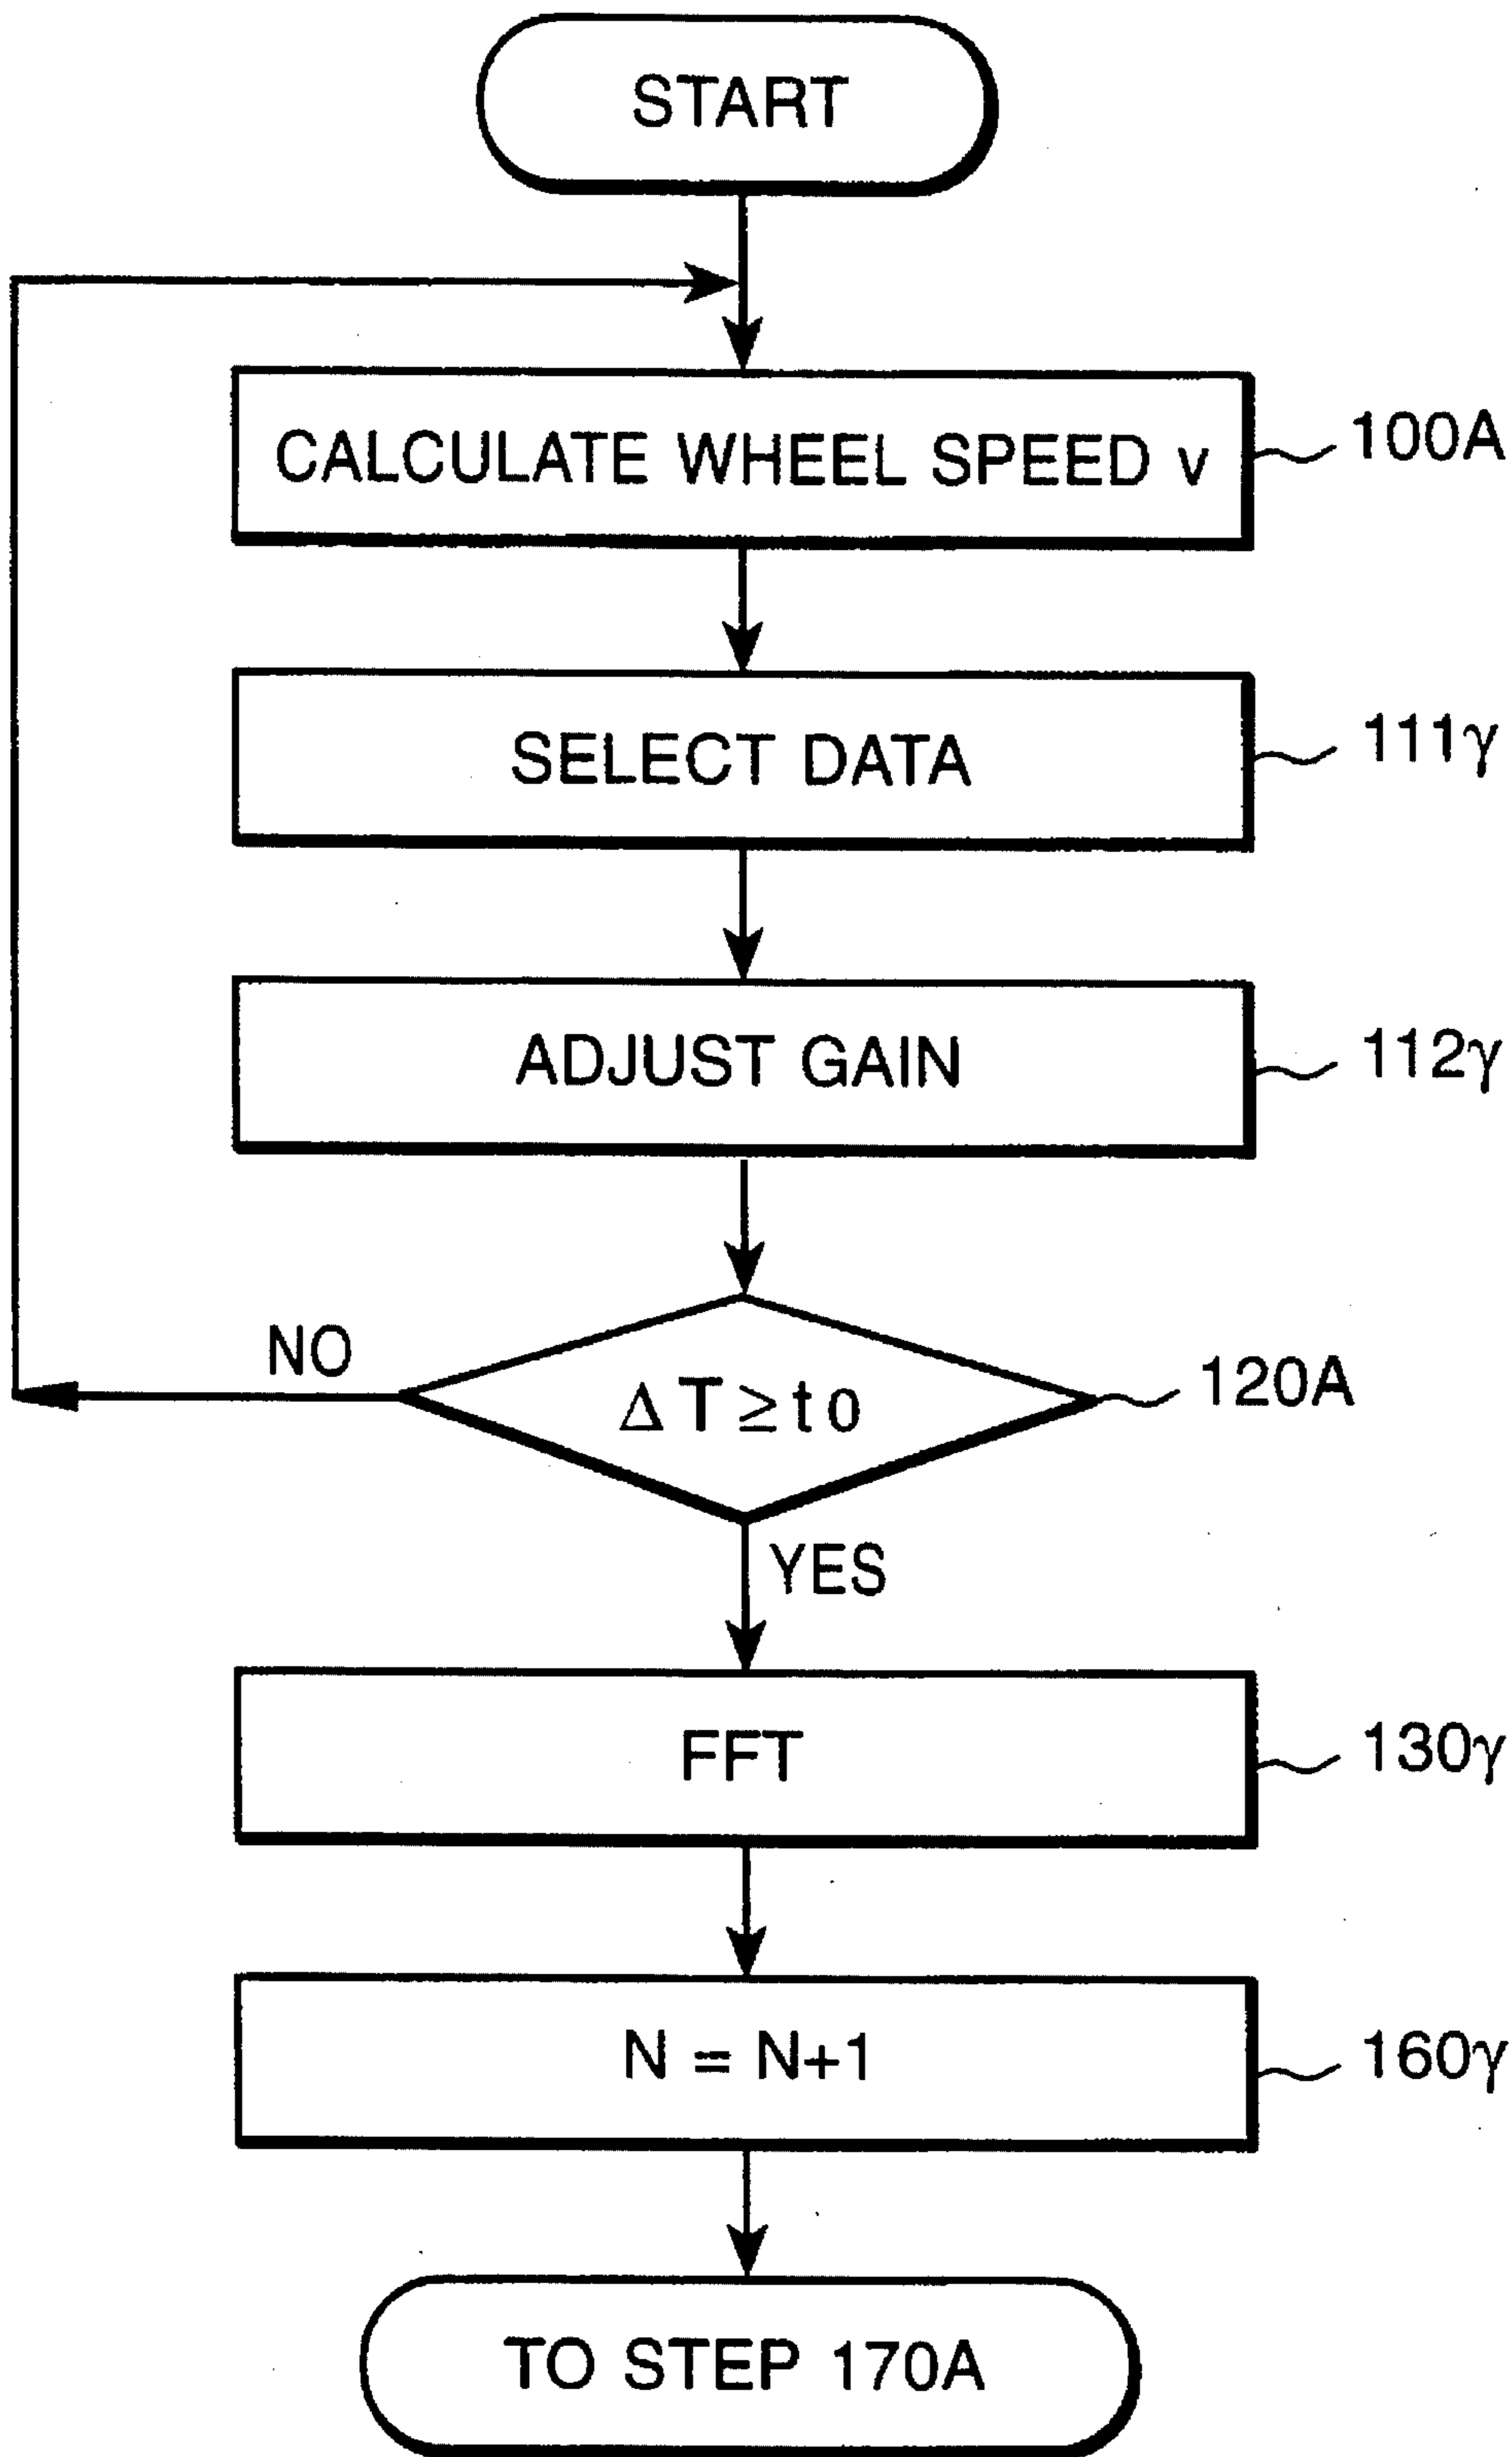 START
CALCULATE WHEEL SPEED v
100A
SELECT DATA
111γ
ADJUST GAIN
112γ
NO
ΔT≥to
120A
YES
FFT
130γ
N = N+1
160γ
TO STEP 170A